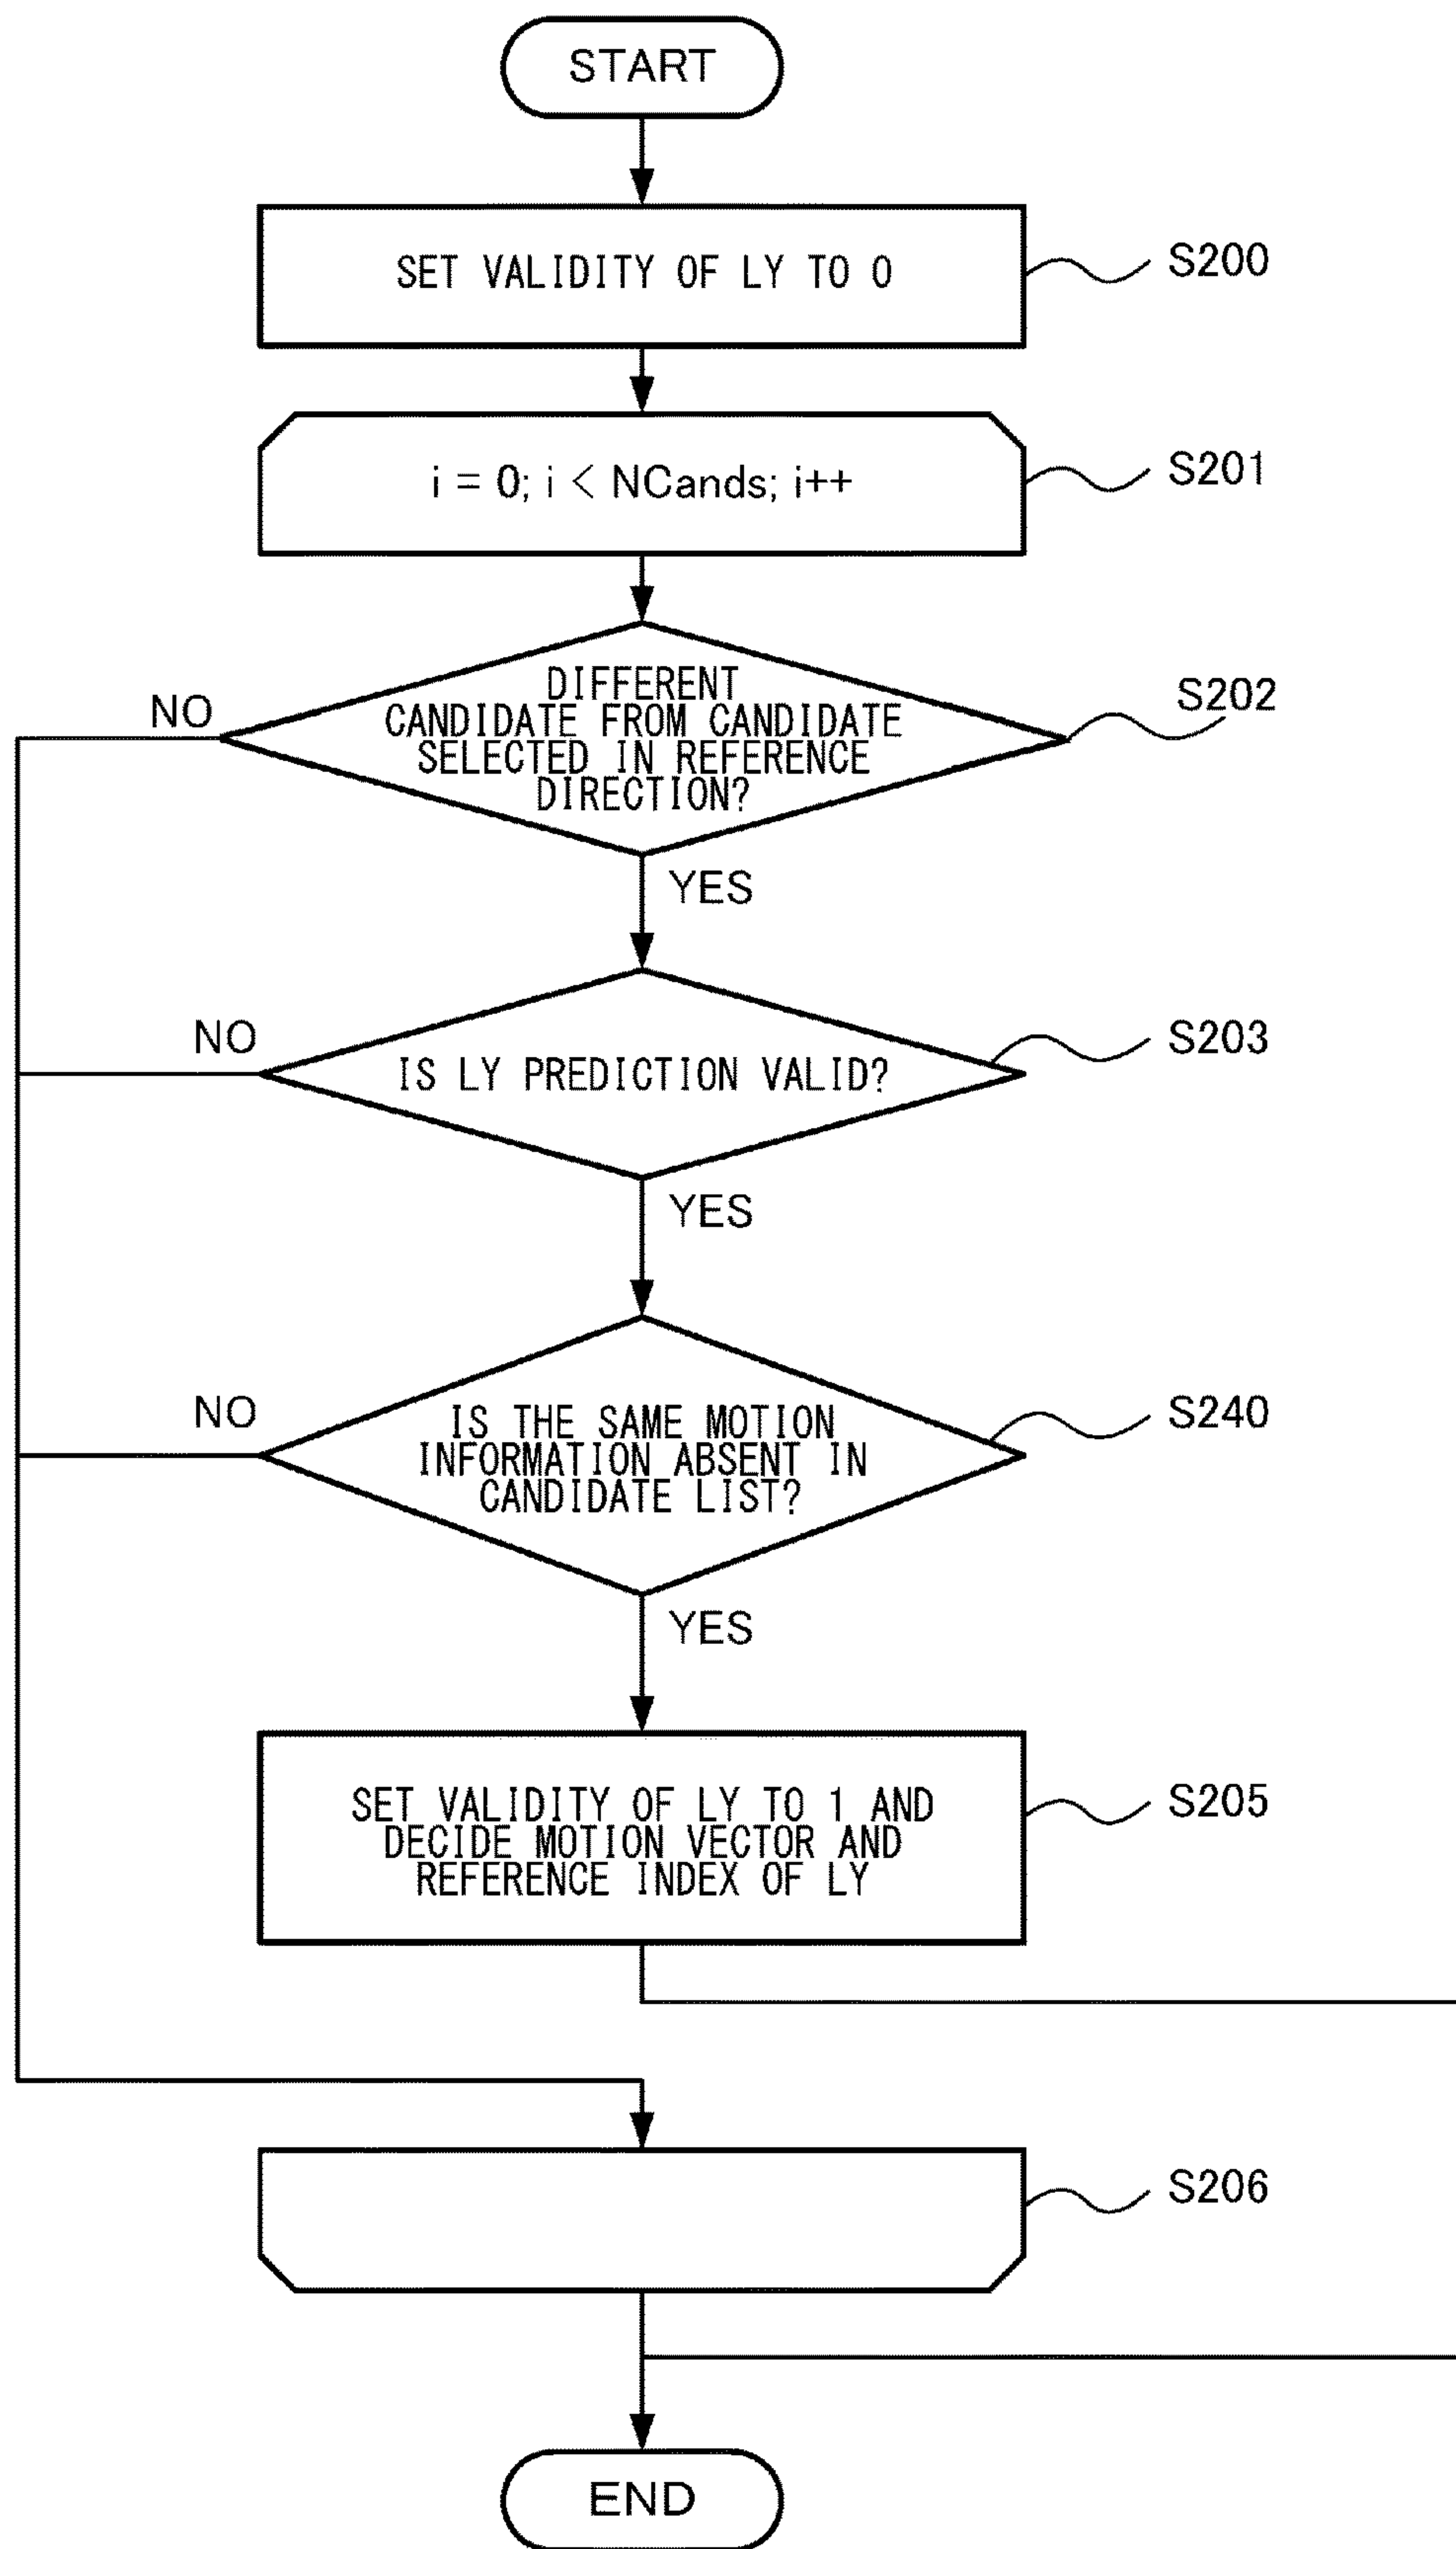 START
SET VALIDITY OF LY TO 0
S200
i = 0; i < NCands; i++
S201
DIFFERENT
CANDIDATE FROM CANDIDATE
SELECTED IN REFERENCE
DIRECTION?
S202
NO
YES
IS LY PREDICTION VALID?
S203
NO
YES
IS THE SAME MOTION
INFORMATION ABSENT IN
CANDIDATE LIST?
S240
NO
YES
SET VALIDITY OF LY TO 1 AND
DECIDE MOTION VECTOR AND
REFERENCE INDEX OF LY
S205
S206
END